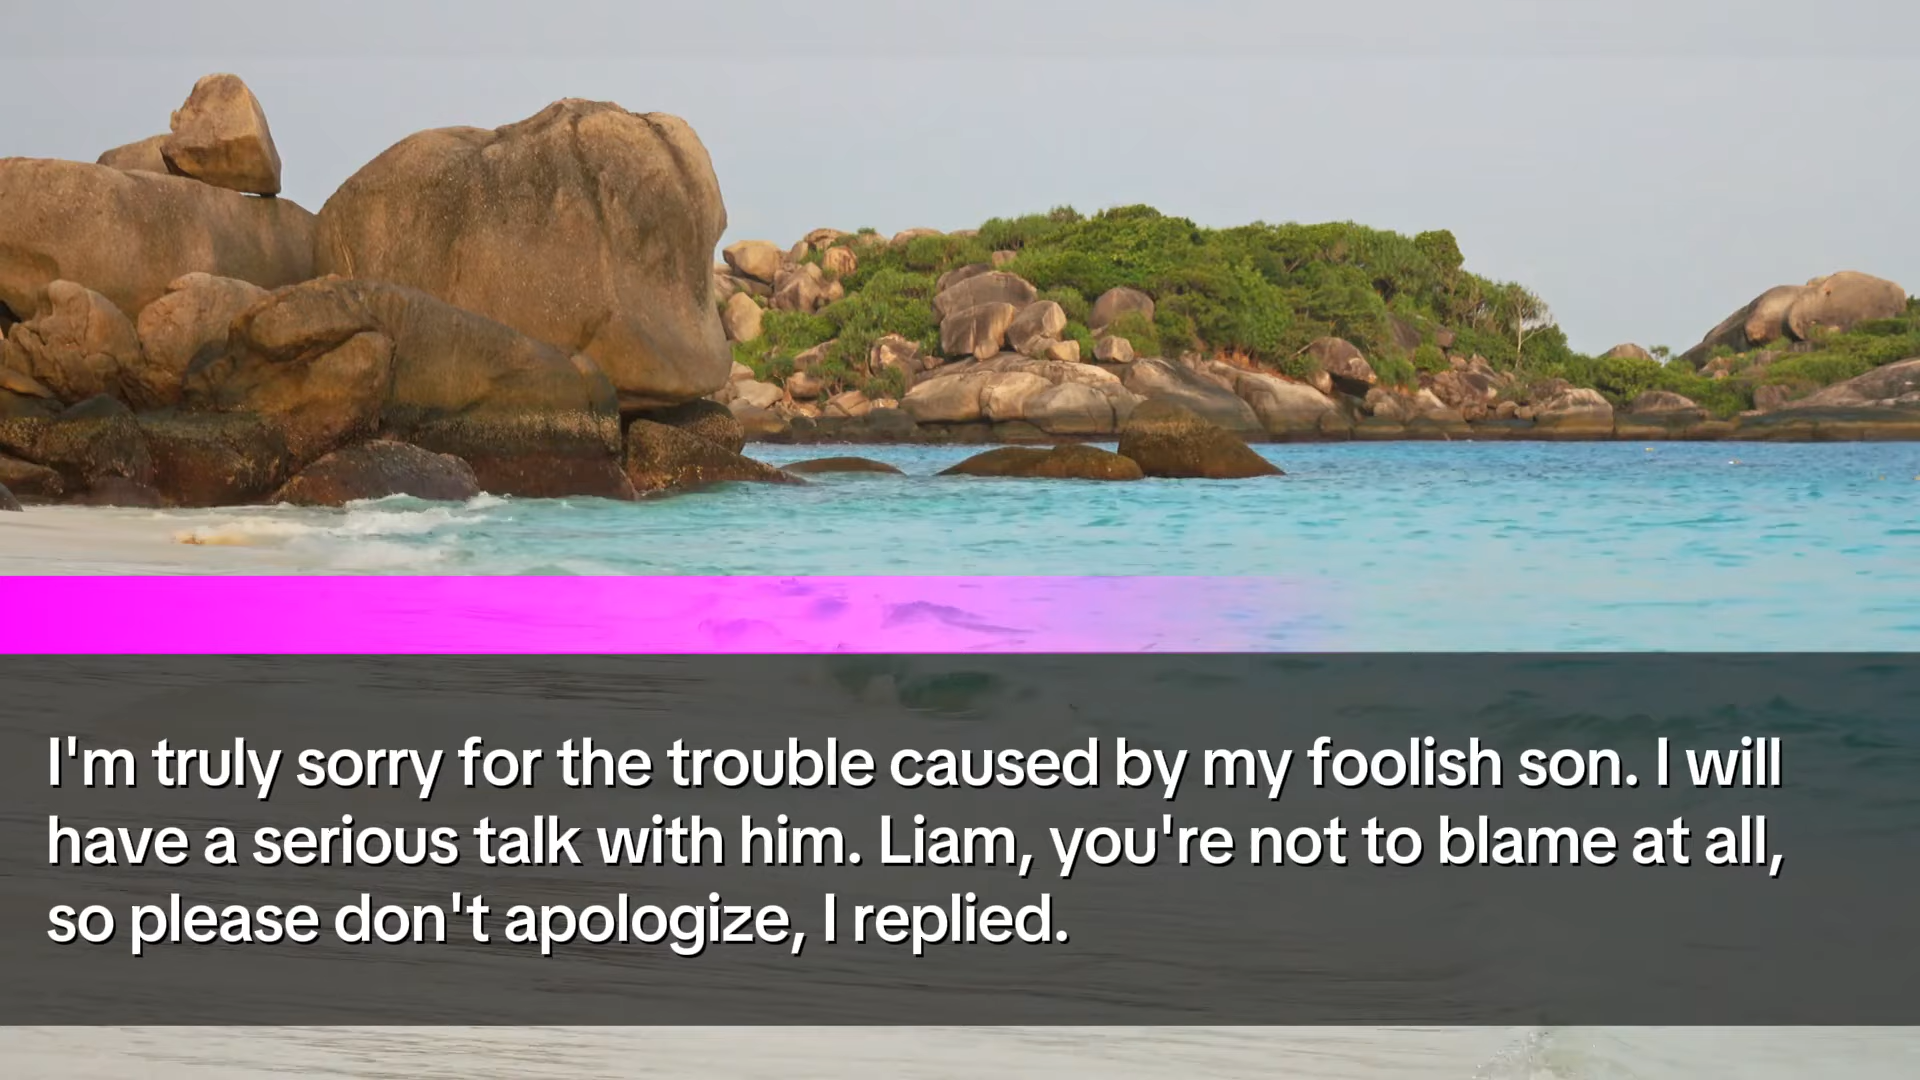 I'm truly sorry for the trouble caused by my foolish son. I will
have a serious talk with him. Liam, you're not to blame at all,
so please don't apologize, I replied.